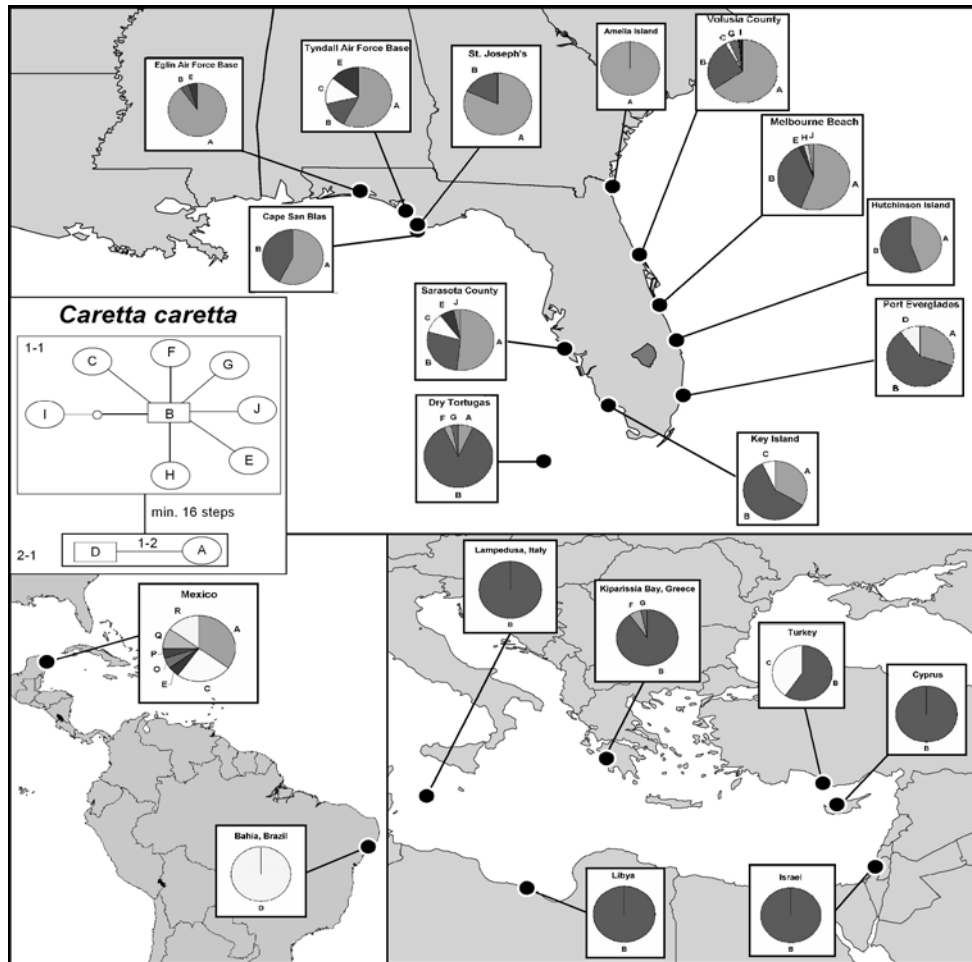 Eglin Air Force Base
B E
A
Tyndall Air Force Base
E
C
A
B
St. Joseph's
B
A
Amelia Island
A
Volusia County
C G I
B
A
Melbourne Beach
E H J
B
A
Hutchinson Island
A
B
Port Everglades
D
A
B
Cape San Blas
B
A
Sarasota County
E J
C
A
B
Dry Tortugas
F G A
B
Key Island
C
A
B
Caretta caretta
1-1
F
C
G
I
B
J
E
H
min. 16 steps
1-2
D
A
2-1
Mexico
R
A
Q
P
O
E
C
Bahia, Brazil
D
Lampedusa, Italy
B
Kiparissia Bay, Greece
F G
B
Turkey
C
B
Cyprus
B
Libya
B
Israel
B